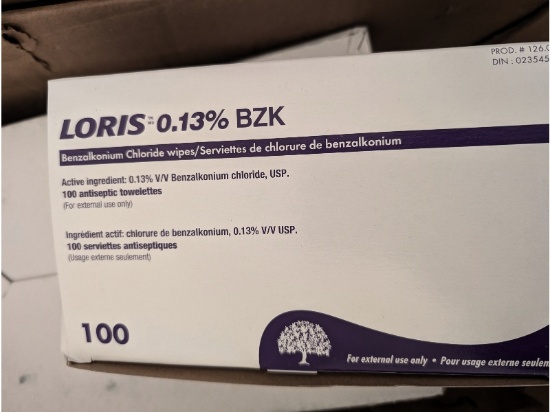 PROD. # 126.0
DIN : 023545
LORIS™ 0.13% BZK
Benzalkonium Chloride wipes/Serviettes de chlorure de benzalkonium
Active ingredient: 0.13% V/V Benzalkonium chloride, USP.
100 antiseptic towelettes
(For external use only)
Ingrédient actif: chlorure de benzalkonium, 0.13% V/V USP.
100 serviettes antiseptiques
(Usage externe seulement)
100
For external use only • Pour usage externe seulem